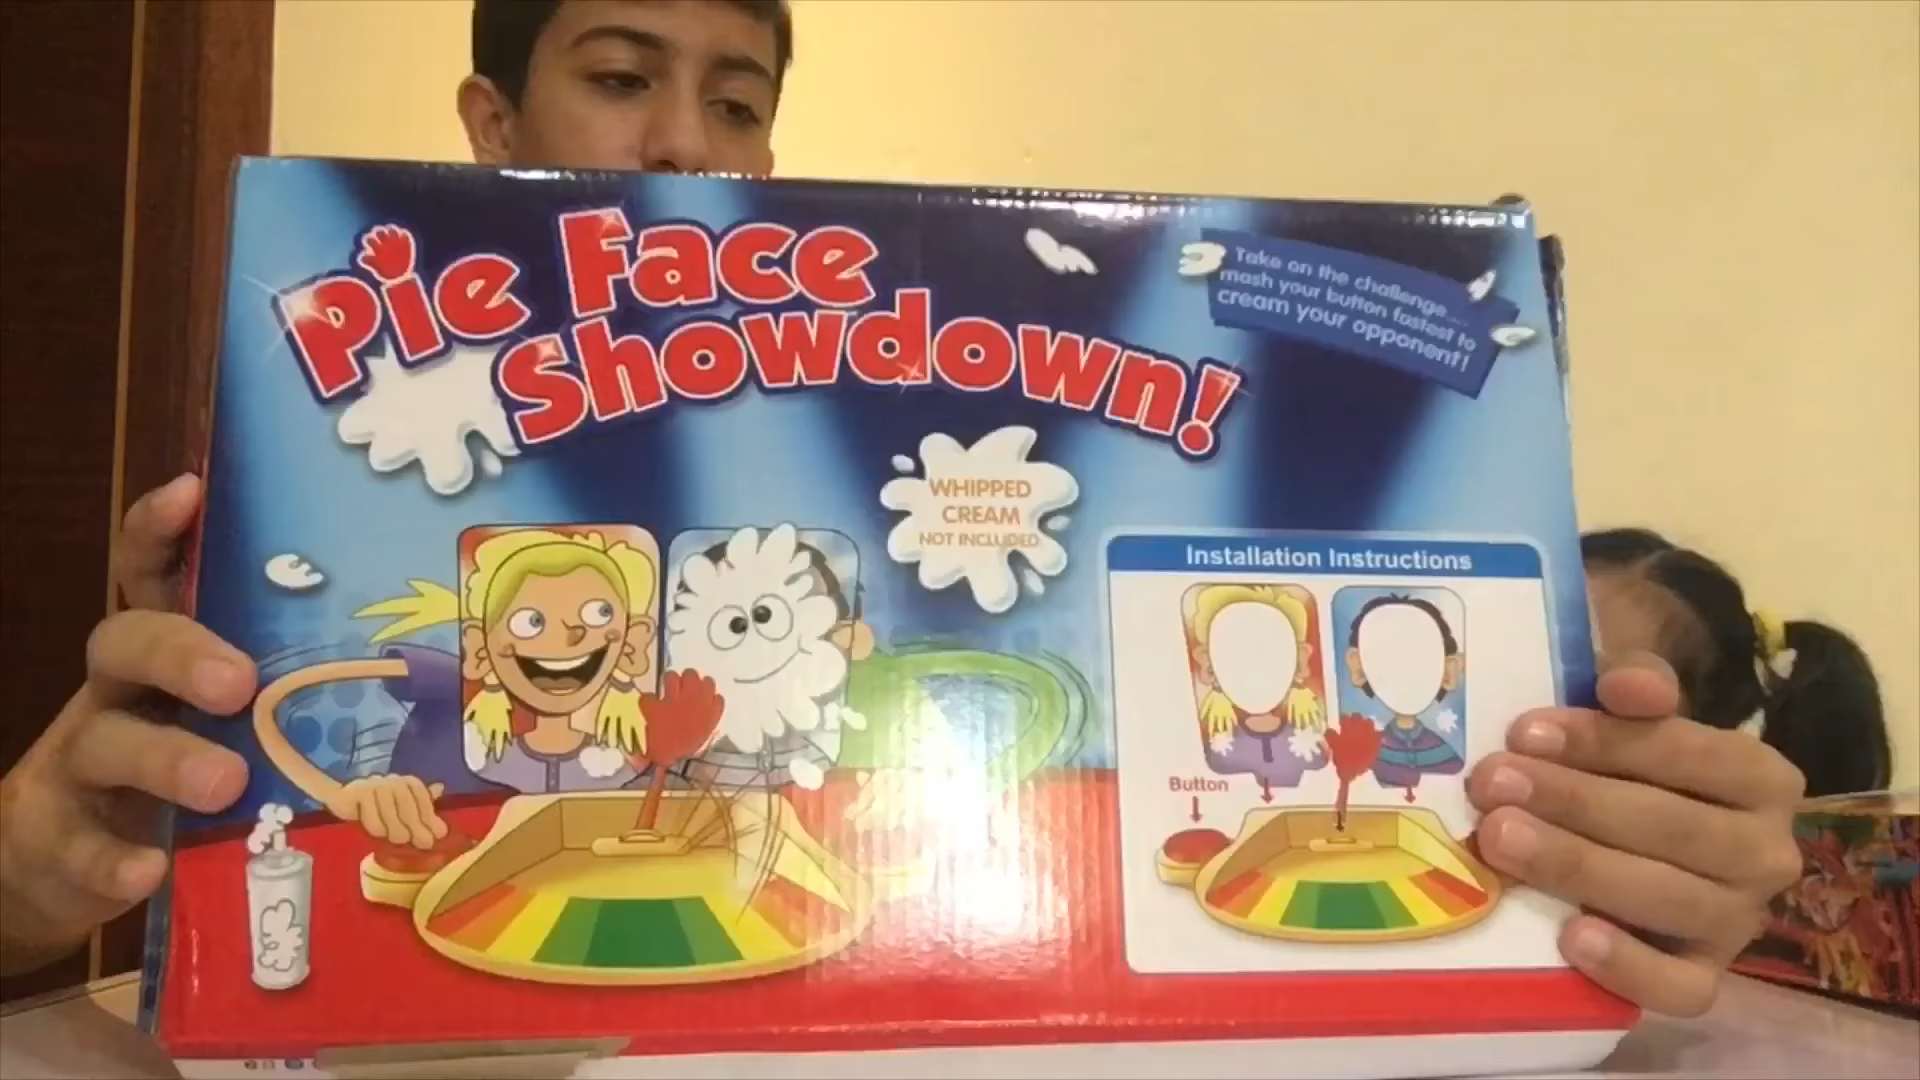 Pie Face
Showdown!
Take on the challenge...
mash your button fastest to
cream your opponent!
WHIPPED
CREAM
NOT INCLUDED
Installation Instructions
Button